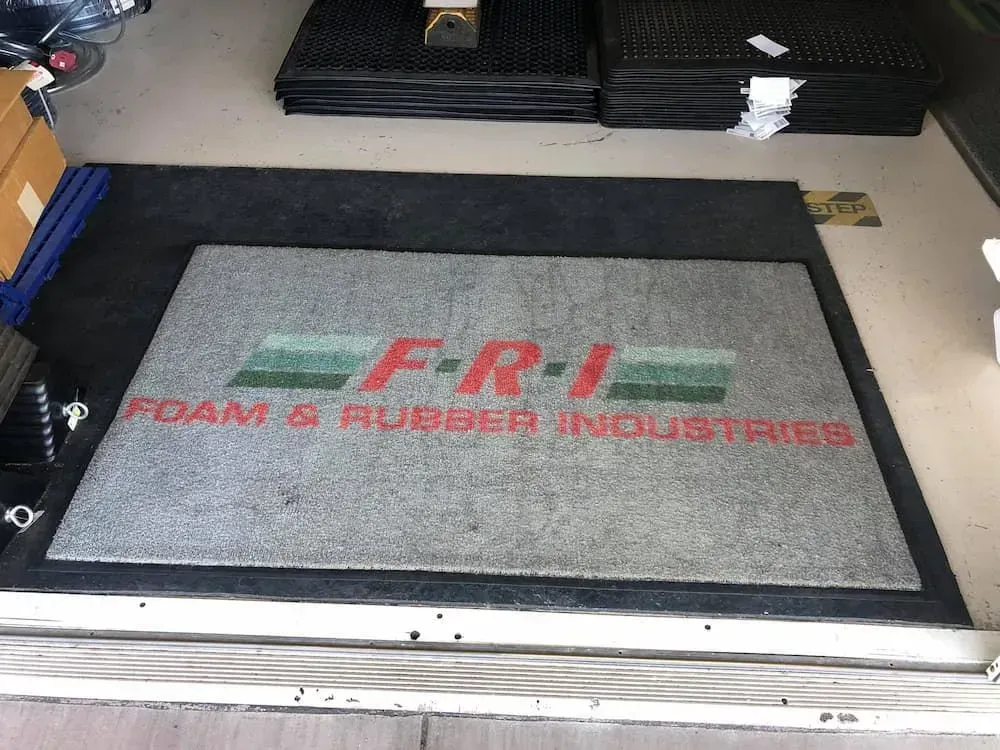 STEP
F·R·I
FOAM & RUBBER INDUSTRIES